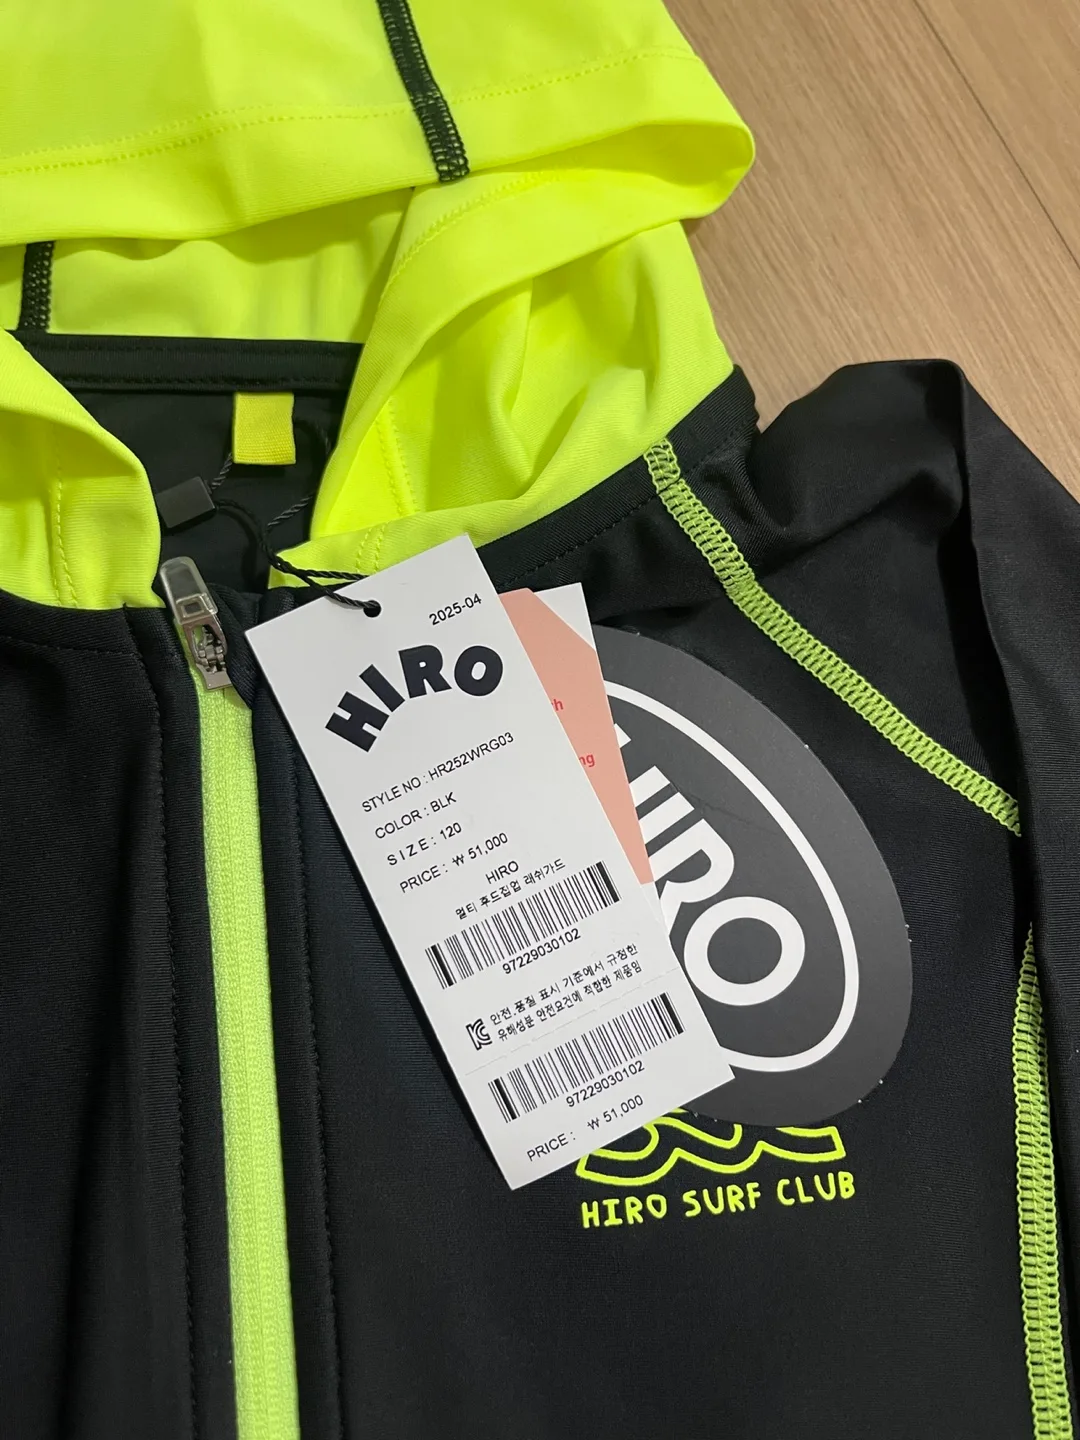 2025-04
HIRO
STYLE NO : HR252WRG03
COLOR : BLK
SIZE : 120
PRICE : ₩ 51,000
HIRO
멀티 후드집업 래쉬가드
97229030102
안전.품질 표시 기준에서 규정한
유해성분 안전요건에 적합한 제품임
97229030102
PRICE : ₩ 51,000
HIRO
HIRO SURF CLUB